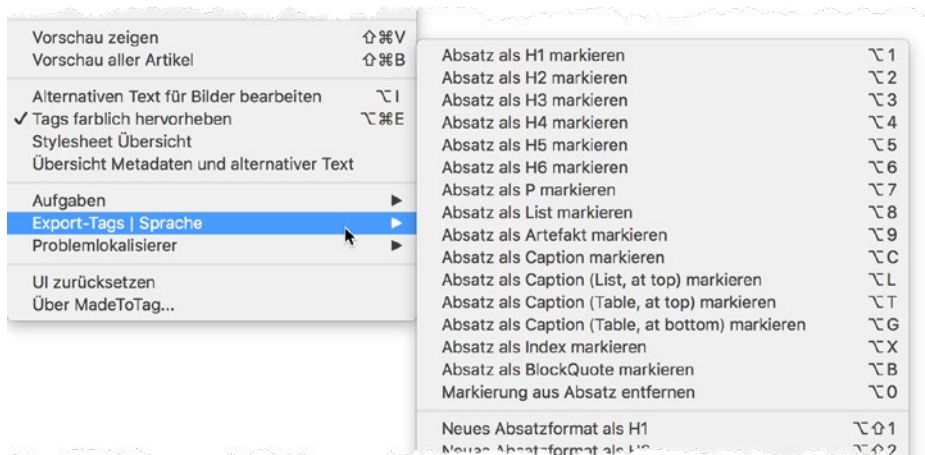 Vorschau zeigen ⇧⌘V
Vorschau aller Artikel ⇧⌘B
Alternativen Text für Bilder bearbeiten ⌥I
✓ Tags farblich hervorheben ⌥⌘E
Stylesheet Übersicht
Übersicht Metadaten und alternativer Text
Aufgaben ▶
Export-Tags | Sprache ▶
Problemlokalisierer ▶
UI zurücksetzen
Über MadeToTag...
Absatz als H1 markieren ⌥1
Absatz als H2 markieren ⌥2
Absatz als H3 markieren ⌥3
Absatz als H4 markieren ⌥4
Absatz als H5 markieren ⌥5
Absatz als H6 markieren ⌥6
Absatz als P markieren ⌥7
Absatz als List markieren ⌥8
Absatz als Artefakt markieren ⌥9
Absatz als Caption markieren ⌥C
Absatz als Caption (List, at top) markieren ⌥L
Absatz als Caption (Table, at top) markieren ⌥T
Absatz als Caption (Table, at bottom) markieren ⌥G
Absatz als Index markieren ⌥X
Absatz als BlockQuote markieren ⌥B
Markierung aus Absatz entfernen ⌥0
Neues Absatzformat als H1 ⌥⇧1
Neues Absatzformat als ⌥⇧2